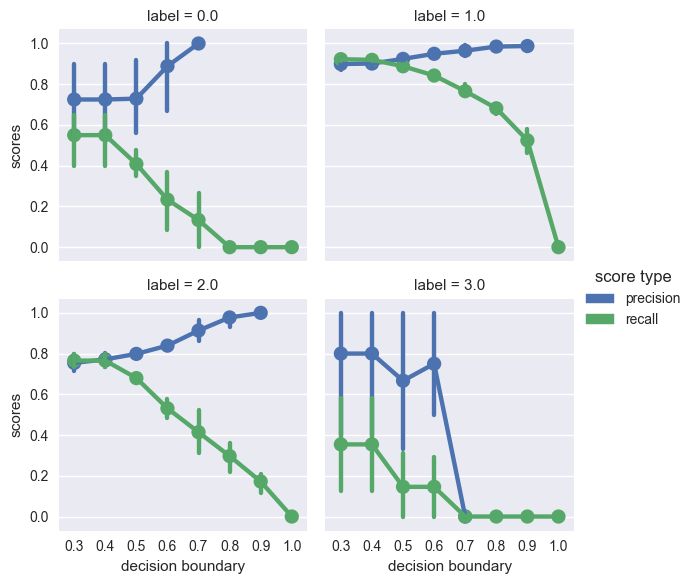 label = 0.0
label = 1.0
1.0
0.8
0.6
0.4
0.2
0.0
scores
label = 2.0
label = 3.0
1.0
0.8
0.6
0.4
0.2
0.0
scores
0.3 0.4 0.5 0.6 0.7 0.8 0.9 1.0
decision boundary
0.3 0.4 0.5 0.6 0.7 0.8 0.9 1.0
decision boundary
score type
precision
recall